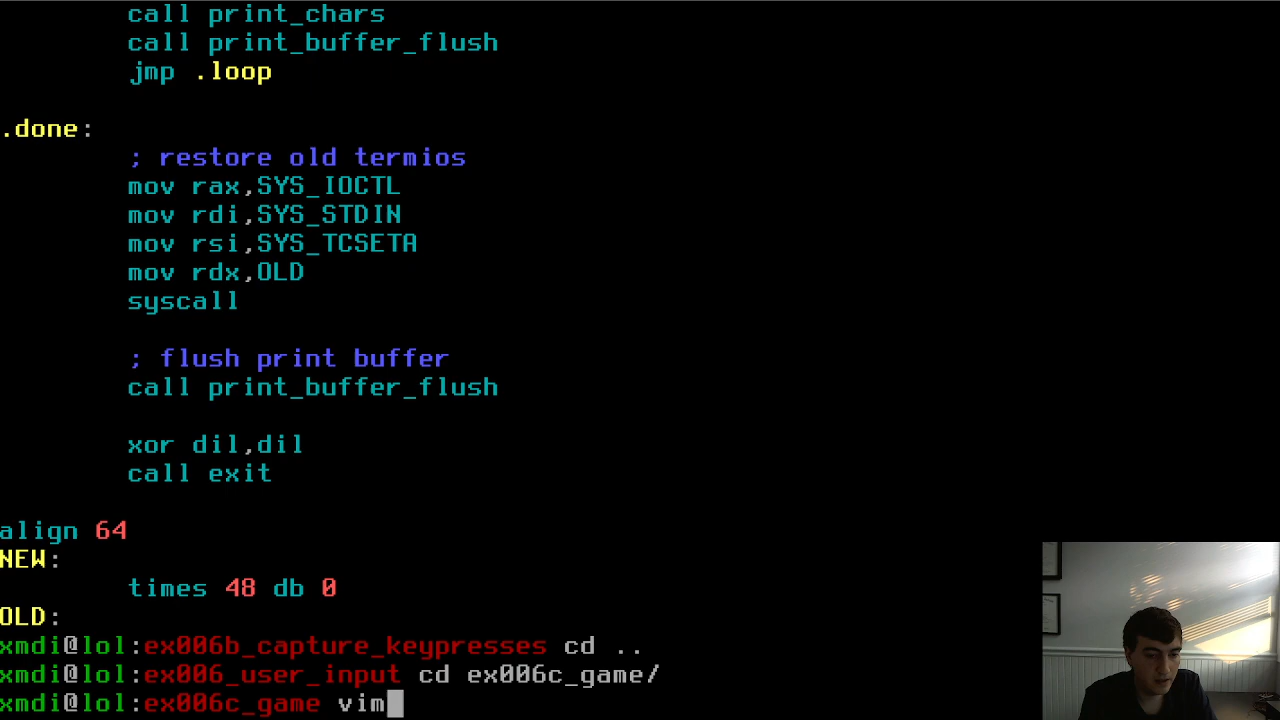 call print_chars
call print_buffer_flush
jmp .loop
.done:
; restore old termios
mov rax,SYS_IOCTL
mov rdi,SYS_STDIN
mov rsi,SYS_TCSETA
mov rdx,OLD
syscall
; flush print buffer
call print_buffer_flush
xor dil,dil
call exit
align 64
NEW:
times 48 db 0
OLD:
xmdi@lol:ex006b_capture_keypresses cd ..
xmdi@lol:ex006_user_input cd ex006c_game/
xmdi@lol:ex006c_game vim